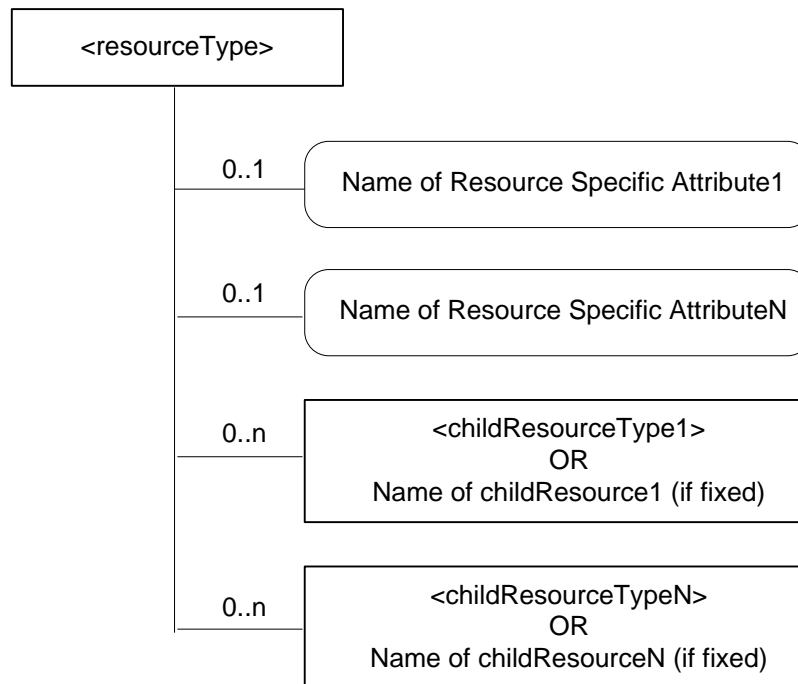 <resourceType>
0..1
Name of Resource Specific Attribute1
0..1
Name of Resource Specific AttributeN
0..n
<childResourceType1>
OR
Name of childResource1 (if fixed)
0..n
<childResourceTypeN>
OR
Name of childResourceN (if fixed)